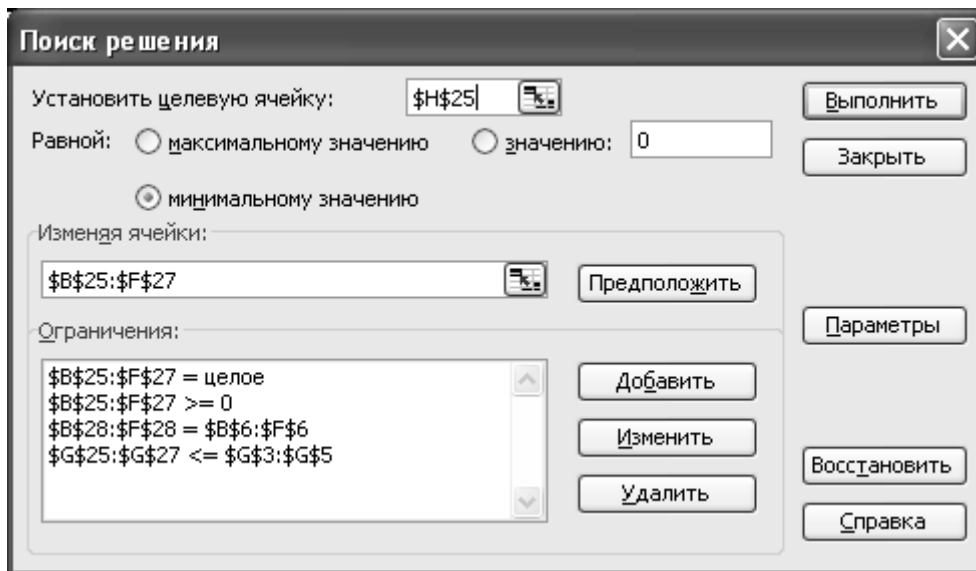 Поиск решения
Установить целевую ячейку: $H$25
Выполнить
Равной: максимальному значению значению: 0
Закрыть
минимальному значению
Изменяя ячейки:
$B$25:$F$27
Предположить
Ограничения:
Параметры
$B$25:$F$27 = целое
Добавить
$B$25:$F$27 >= 0
$B$28:$F$28 = $B$6:$F$6
Изменить
$G$25:$G$27 <= $G$3:$G$5
Восстановить
Удалить
Справка